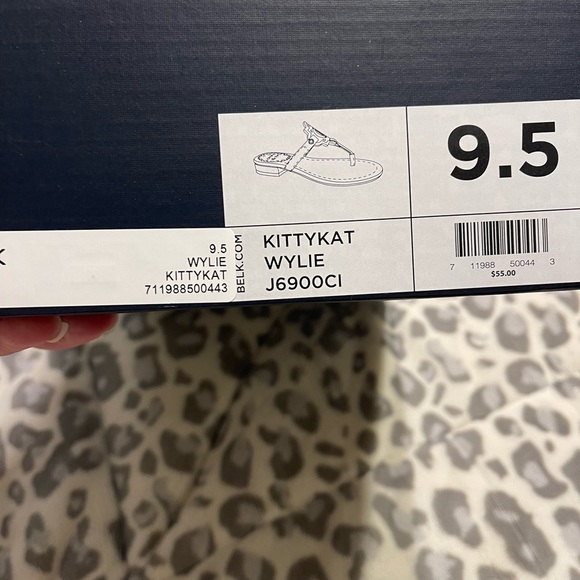 9.5
K
9.5
WYLIE
KITTYKAT
711988500443
BELK.COM
KITTYKAT
WYLIE
J6900CI
7 11988 50044 3
$55.00